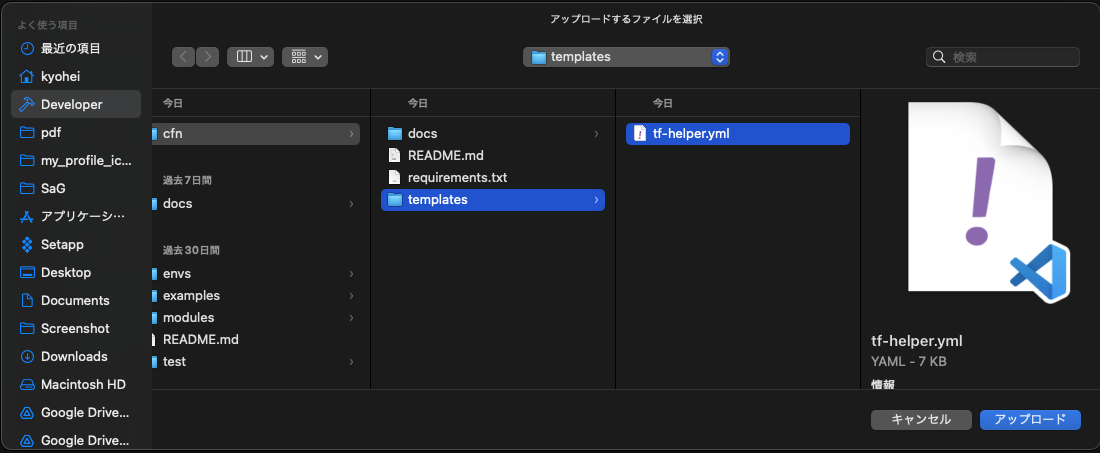 アップロードするファイルを選択
よく使う項目
最近の項目
kyohei
Developer
pdf
my_profile_ic...
SaG
アプリケーシ…
Setapp
Desktop
Documents
Screenshot
Downloads
Macintosh HD
Google Drive...
Google Drive...
templates
検索
今日
cfn
過去7日間
docs
過去30日間
envs
examples
modules
README.md
test
今日
docs
README.md
requirements.txt
templates
今日
tf-helper.yml
tf-helper.yml
YAML - 7 KB
情報
キャンセル
アップロード